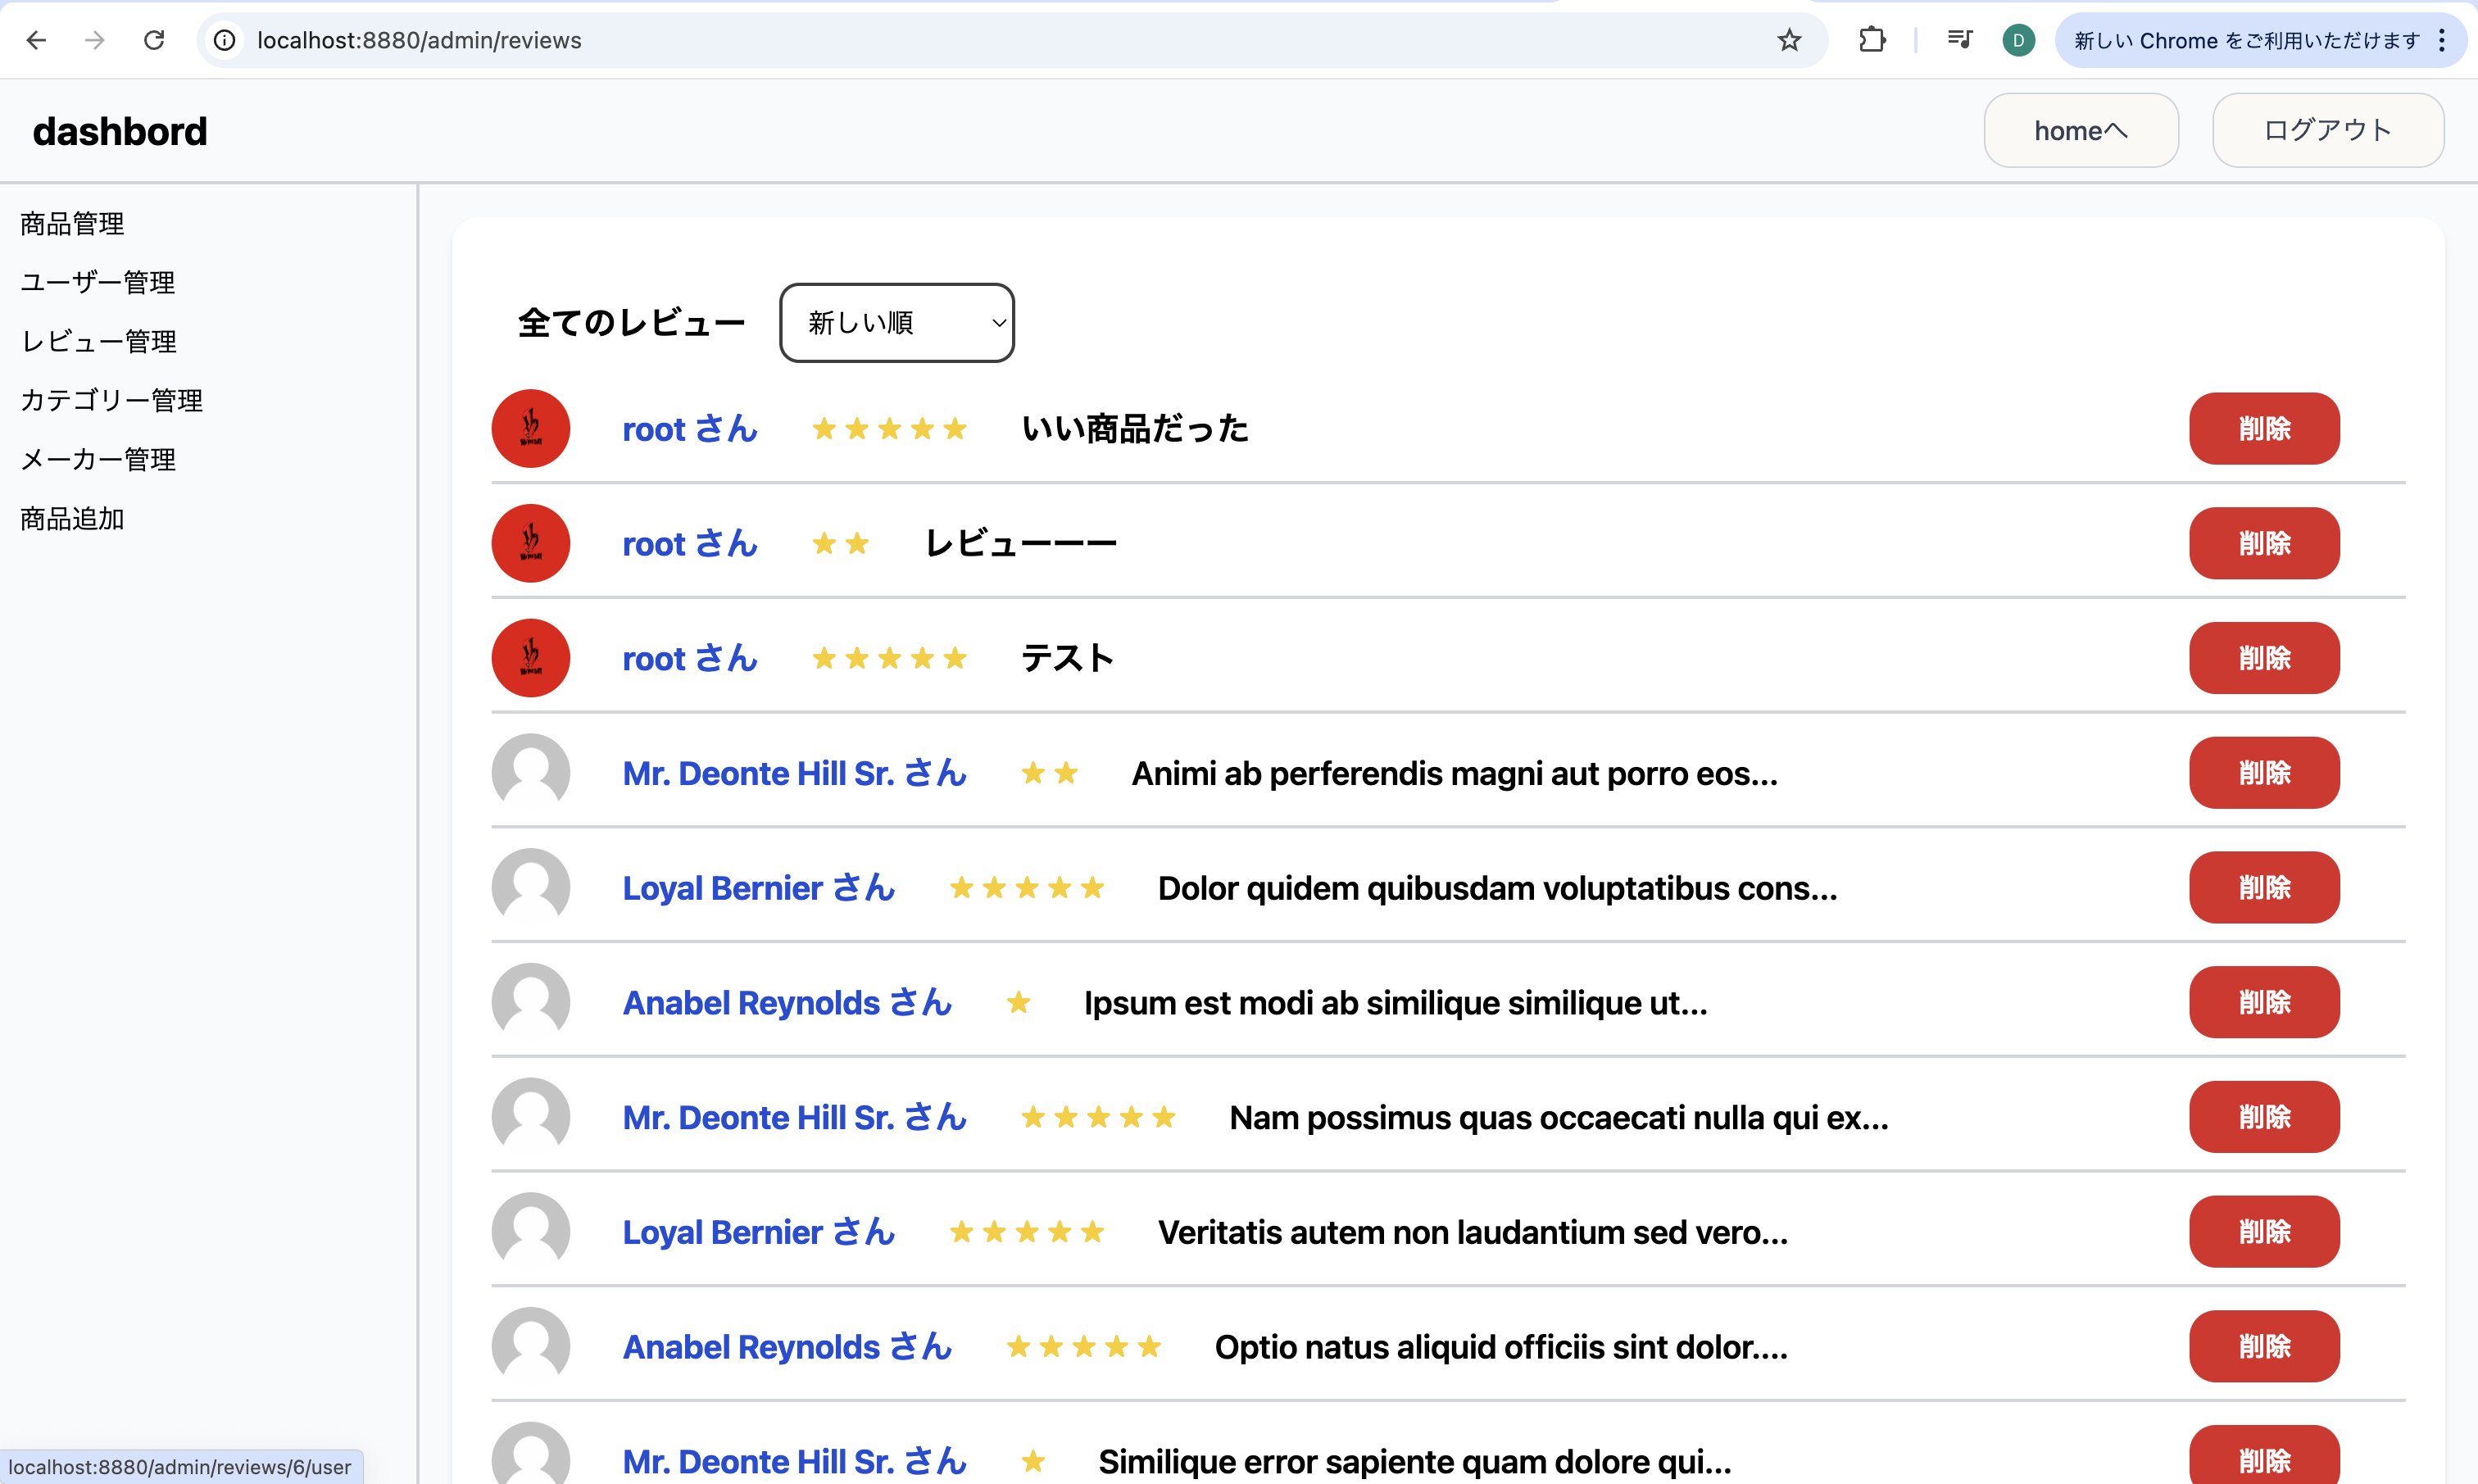 localhost:8880/admin/reviews
D
新しい Chrome をご利用いただけます
dashbord
homeへ
ログアウト
商品管理
ユーザー管理
レビュー管理
カテゴリー管理
メーカー管理
商品追加
全てのレビュー
新しい順
root さん いい商品だった 削除
root さん レビューーー 削除
root さん テスト 削除
Mr. Deonte Hill Sr. さん Animi ab perferendis magni aut porro eos... 削除
Loyal Bernier さん Dolor quidem quibusdam voluptatibus cons... 削除
Anabel Reynolds さん Ipsum est modi ab similique similique ut... 削除
Mr. Deonte Hill Sr. さん Nam possimus quas occaecati nulla qui ex... 削除
Loyal Bernier さん Veritatis autem non laudantium sed vero... 削除
Anabel Reynolds さん Optio natus aliquid officiis sint dolor.... 削除
Mr. Deonte Hill Sr. さん Similique error sapiente quam dolore qui... 削除
localhost:8880/admin/reviews/6/user